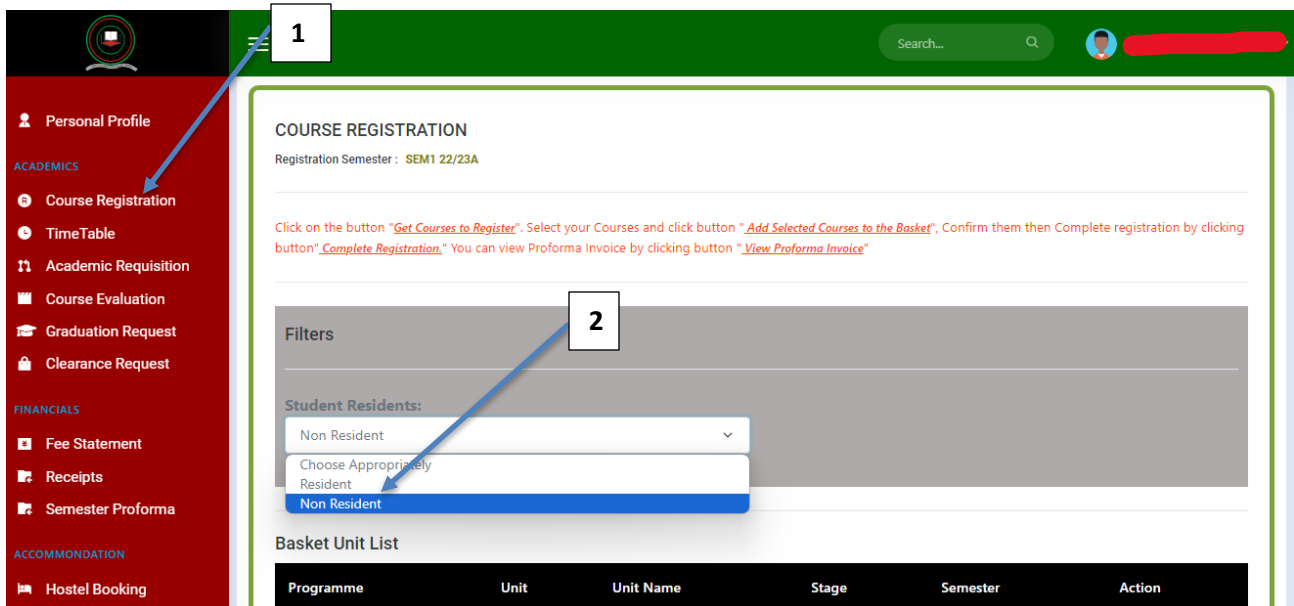 1
Search...
Personal Profile
ACADEMICS
Course Registration
TimeTable
Academic Requisition
Course Evaluation
Graduation Request
Clearance Request
FINANCIALS
Fee Statement
Receipts
Semester Proforma
ACCOMMONDATION
Hostel Booking
COURSE REGISTRATION
Registration Semester : SEM1 22/23A
Click on the button "Get Courses to Register". Select your Courses and click button " Add Selected Courses to the Basket", Confirm them then Complete registration by clicking
button" Complete Registration." You can view Proforma Invoice by clicking button " View Proforma Invoice"
2
Filters
Student Residents:
Non Resident
Choose Appropriately
Resident
Non Resident
Basket Unit List
Programme Unit Unit Name Stage Semester Action